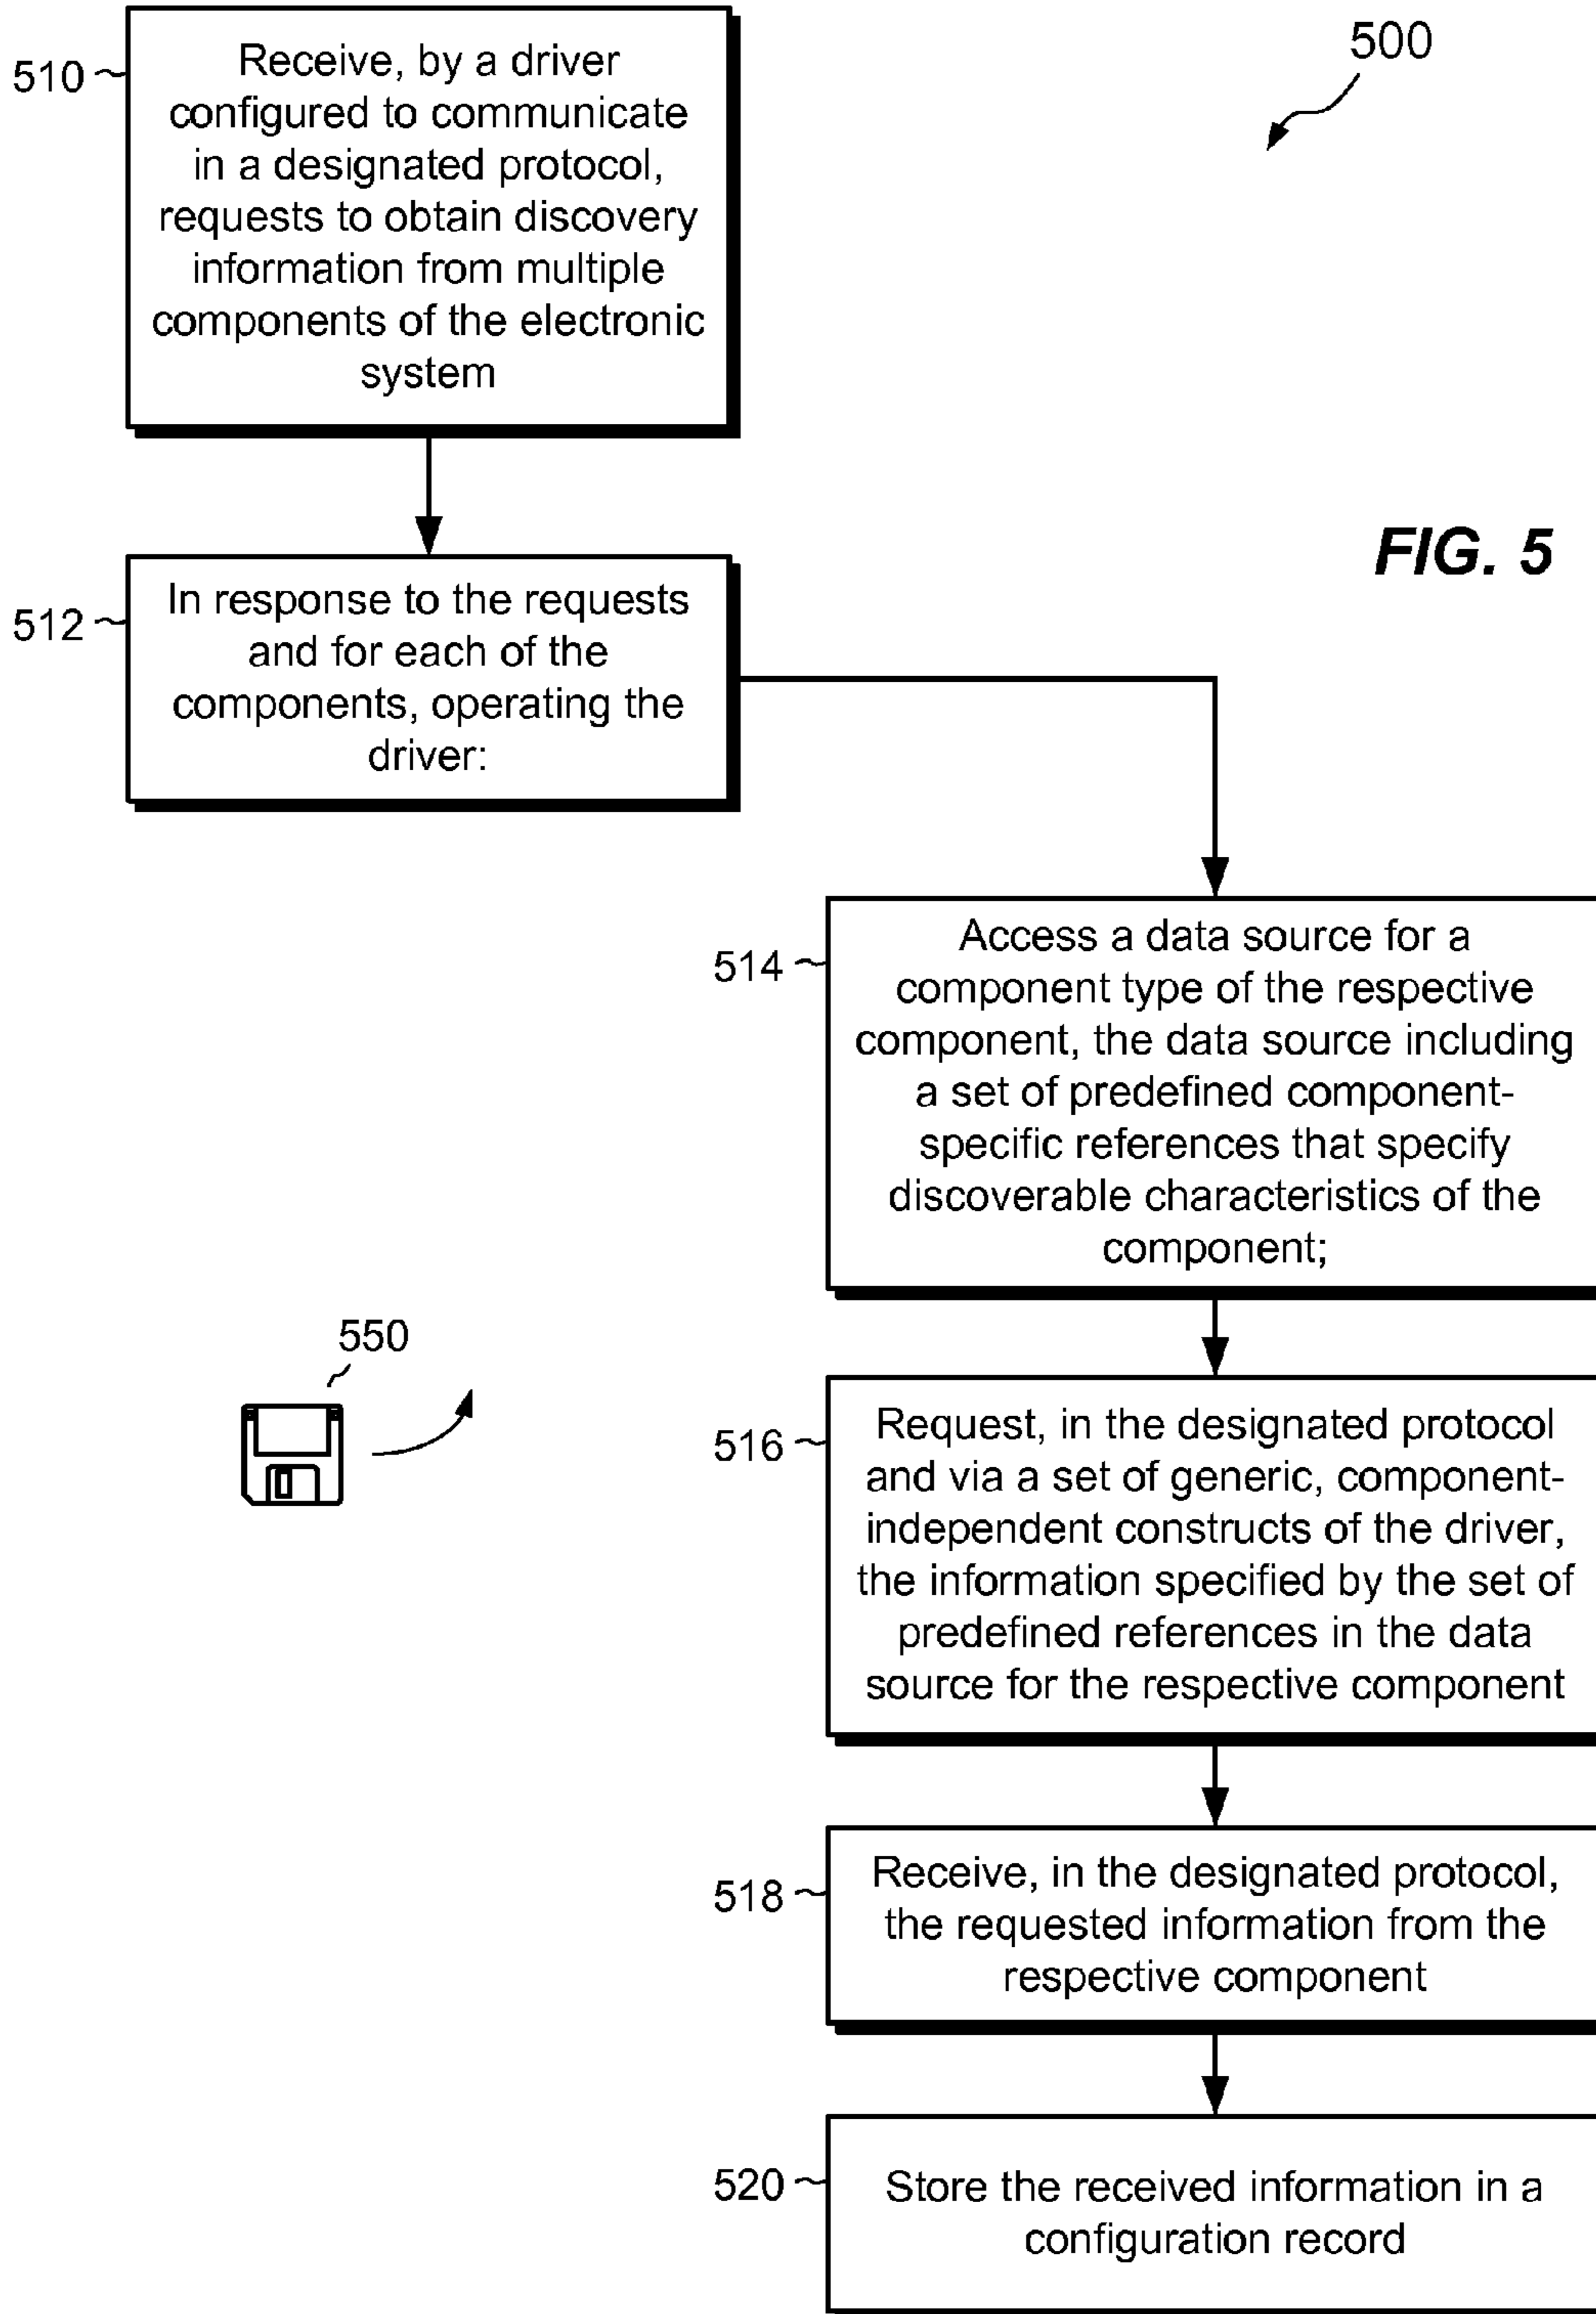 500
510
Receive, by a driver
configured to communicate
in a designated protocol,
requests to obtain discovery
information from multiple
components of the electronic
system
FIG. 5
512
In response to the requests
and for each of the
components, operating the
driver:
514
Access a data source for a
component type of the respective
component, the data source including
a set of predefined component-
specific references that specify
discoverable characteristics of the
component;
550
516
Request, in the designated protocol
and via a set of generic, component-
independent constructs of the driver,
the information specified by the set of
predefined references in the data
source for the respective component
518
Receive, in the designated protocol,
the requested information from the
respective component
520
Store the received information in a
configuration record